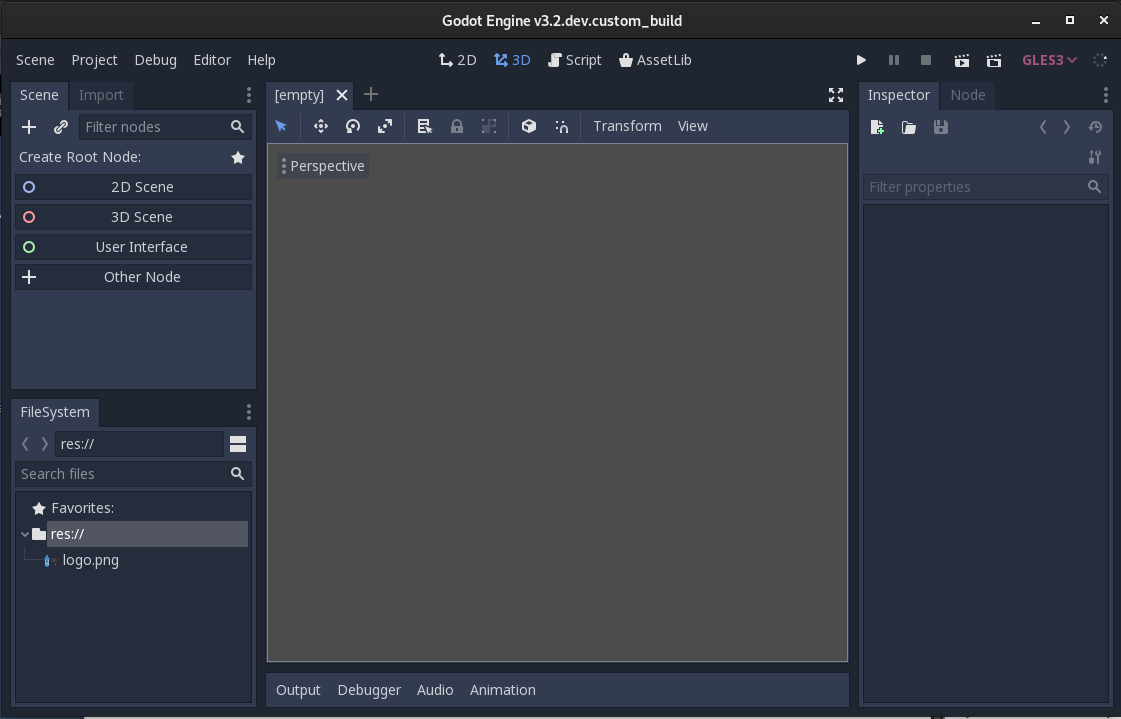 Godot Engine v3.2.dev.custom_build
Scene Project Debug Editor Help 2D 3D Script AssetLib GLES3
Scene Import
Filter nodes
Create Root Node:
2D Scene
3D Scene
User Interface
Other Node
FileSystem
res://
Search files
Favorites:
res://
logo.png
[empty]
Transform View
Perspective
Output Debugger Audio Animation
Inspector Node
Filter properties